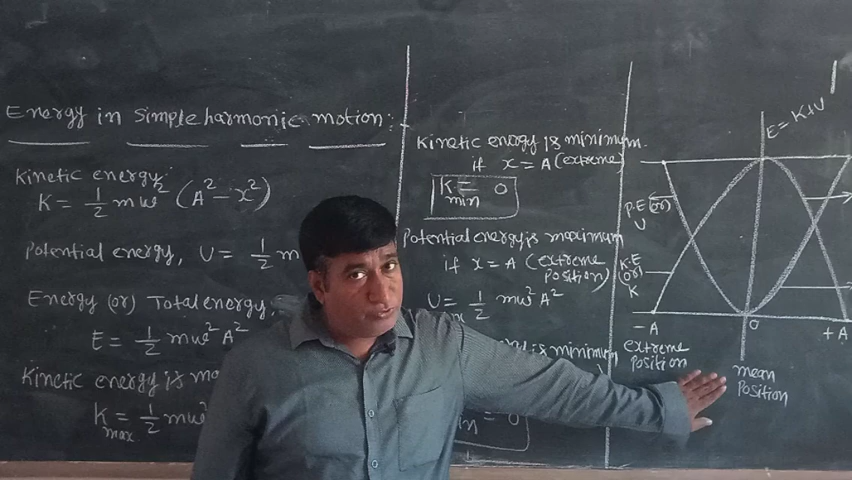 Energy in simple harmonic motion:
Kinetic energy:
K = 1/2 mω² (A² − x²)
Potential energy, U = 1/2 m
Energy (or) Total energy,
E = 1/2 mω² A²
Kinetic energy is ma
K max = 1/2 mω
Kinetic energy is minimum.
if x = A (extreme)
K min = 0
Potential energy is maximum
if x = A (extreme
position)
U = 1/2 mω² A²
is minimum
= 0
E = K+U
P.E (or)
U
K.E
(or)
K
−A
0
+A
extreme
position
mean
position